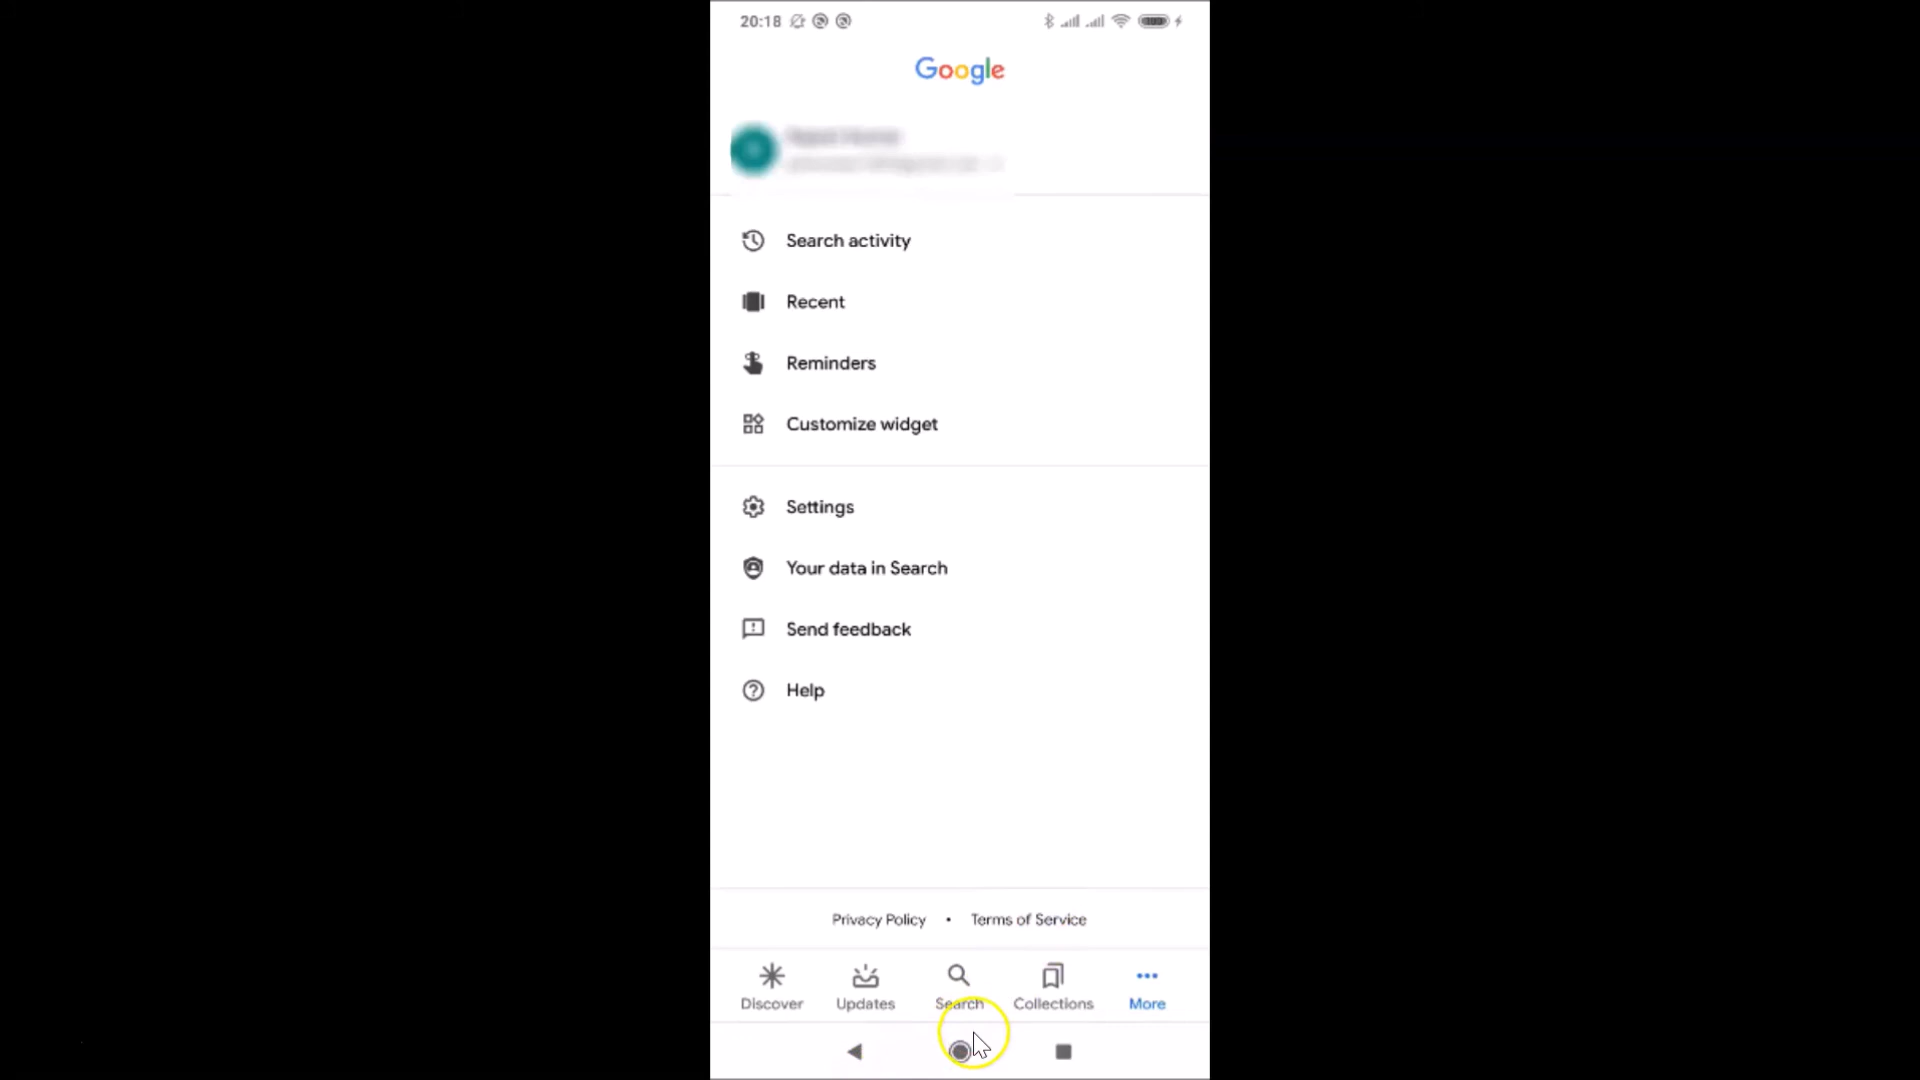 20:18
Google
Search activity
Recent
Reminders
Customize widget
Settings
Your data in Search
Send feedback
Help
Privacy Policy • Terms of Service
Discover Updates Search Collections More